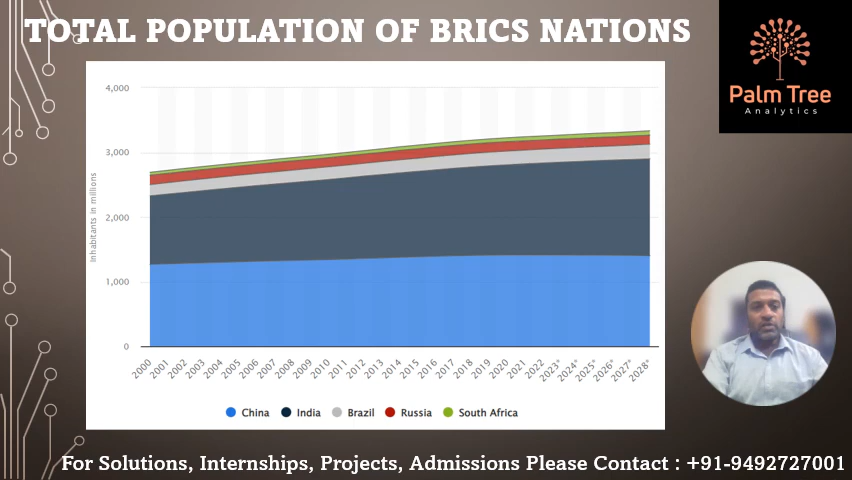 TOTAL POPULATION OF BRICS NATIONS
Palm Tree
Analytics
4,000
3,000
2,000
1,000
0
Inhabitants in millions
2000 2001 2002 2003 2004 2005 2006 2007 2008 2009 2010 2011 2012 2013 2014 2015 2016 2017 2018 2019 2020 2021 2022 2023* 2024* 2025* 2026* 2027* 2028*
China India Brazil Russia South Africa
For Solutions, Internships, Projects, Admissions Please Contact : +91-9492727001